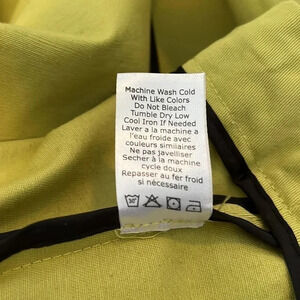 Machine Wash Cold
With Like Colors
Do Not Bleach
Tumble Dry Low
Cool Iron If Needed
Laver a la machine a
l'eau froide avec
couleurs similaires
Ne pas javelliser
Secher à la machine
cycle doux
Repasser au fer froid
si nécessaire